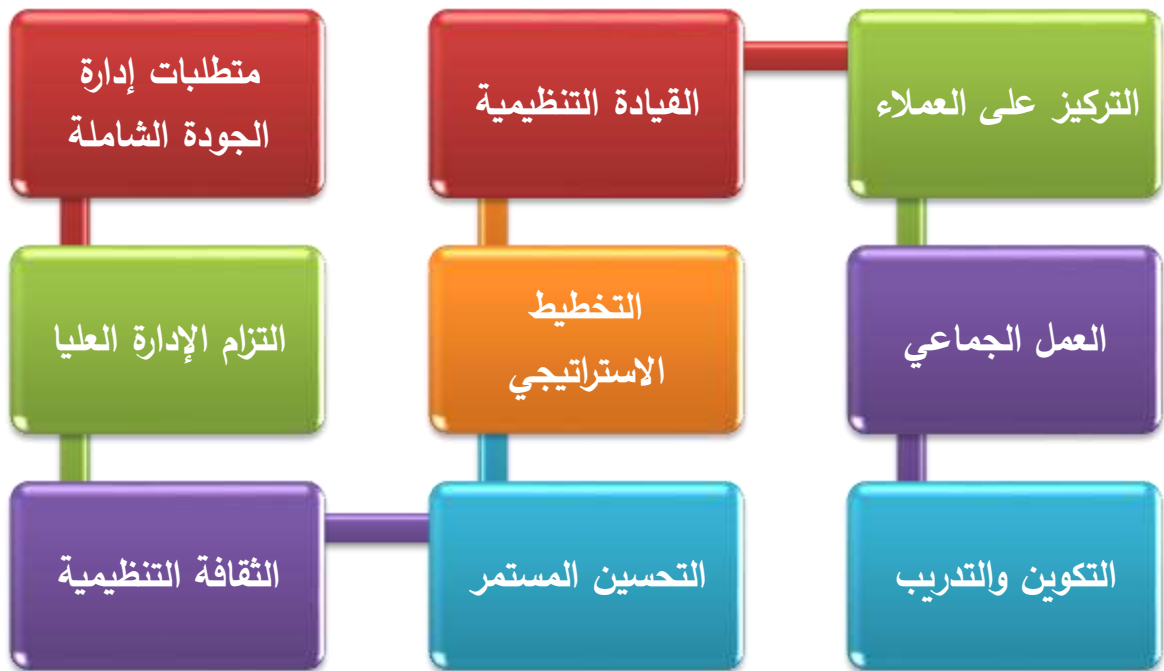 متطلبات إدارة
الجودة الشاملة
التزام الإدارة العليا
الثقافة التنظيمية
التحسين المستمر
التخطيط
الاستراتيجي
القيادة التنظيمية
التركيز على العملاء
العمل الجماعي
التكوين والتدريب